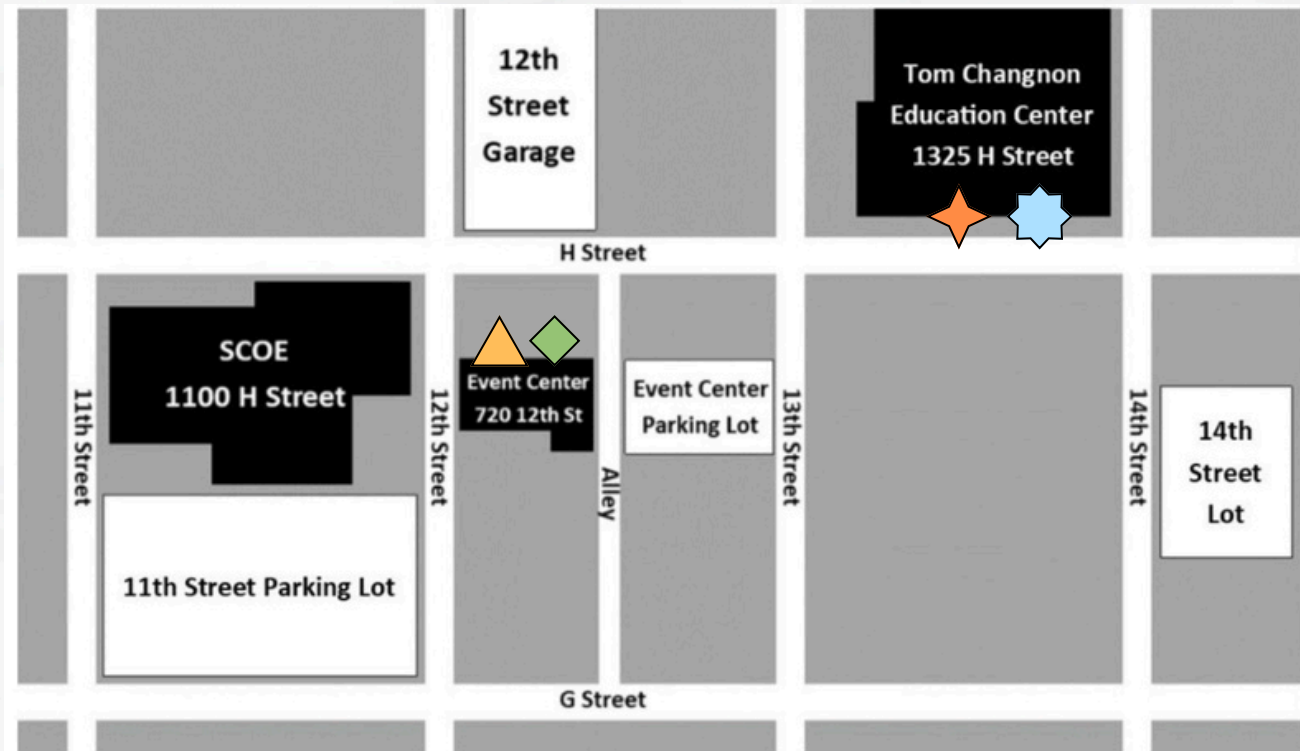 12th
Street
Garage
Tom Changnon
Education Center
1325 H Street
H Street
SCOE
1100 H Street
Event Center
720 12th St
Event Center
Parking Lot
11th Street
12th Street
Alley
13th Street
14th Street
14th
Street
Lot
11th Street Parking Lot
G Street